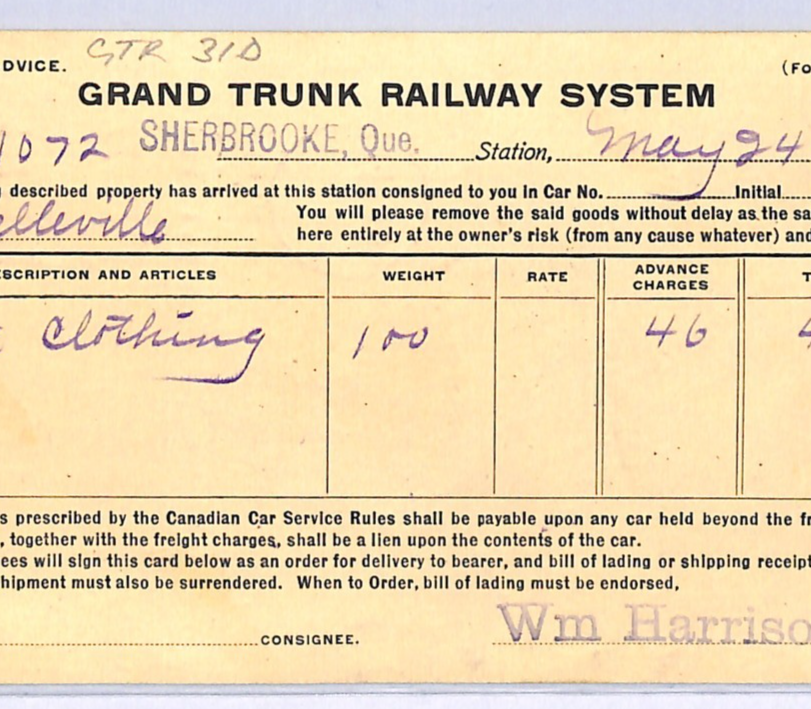 DVICE. GTR 31D (Fo
GRAND TRUNK RAILWAY SYSTEM
1072 SHERBROOKE, Que. Station, May 24
described property has arrived at this station consigned to you in Car No. Initial
elleville You will please remove the said goods without delay as the sa
here entirely at the owner's risk (from any cause whatever) and
ESCRIPTION AND ARTICLES WEIGHT RATE ADVANCE CHARGES T
Clothing 100 46 4
s prescribed by the Canadian Car Service Rules shall be payable upon any car held beyond the fr
, together with the freight charges, shall be a lien upon the contents of the car.
ees will sign this card below as an order for delivery to bearer, and bill of lading or shipping receipt
hipment must also be surrendered. When to Order, bill of lading must be endorsed,
CONSIGNEE. Wm Harriso